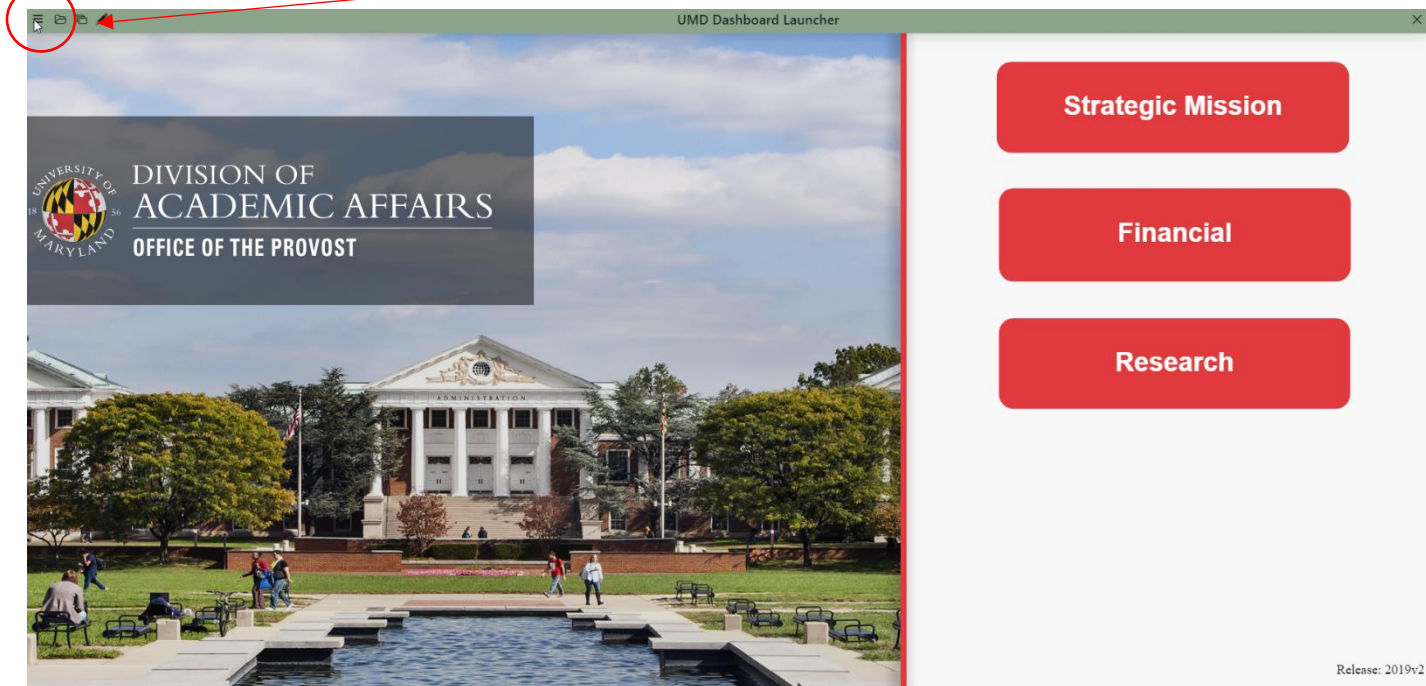 UMD Dashboard Launcher
UNIVERSITY OF
18 56
MARYLAND
DIVISION OF
ACADEMIC AFFAIRS
OFFICE OF THE PROVOST
ADMINISTRATION
Strategic Mission
Financial
Research
Release: 2019v2